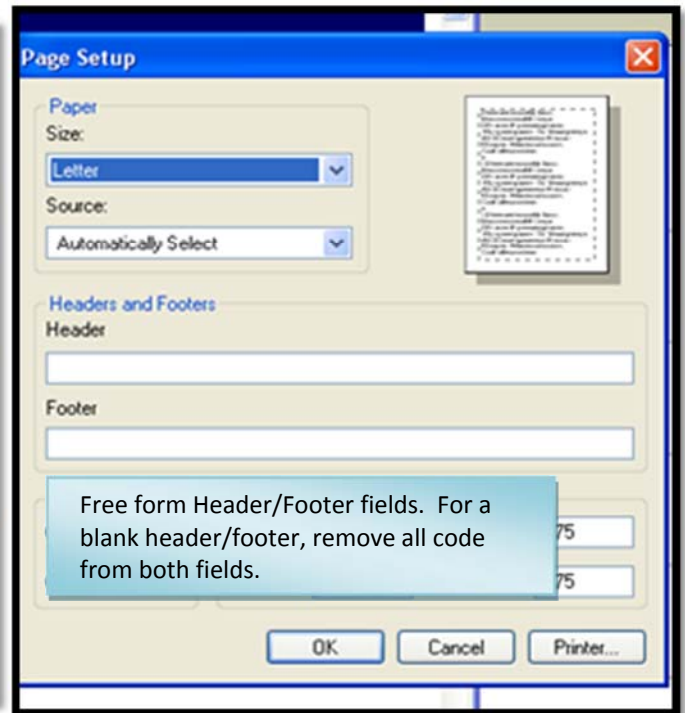 Page Setup
Paper
Size:
Letter
Source:
Automatically Select
Headers and Footers
Header
Footer
Free form Header/Footer fields. For a
blank header/footer, remove all code
from both fields.
75
75
OK
Cancel
Printer...